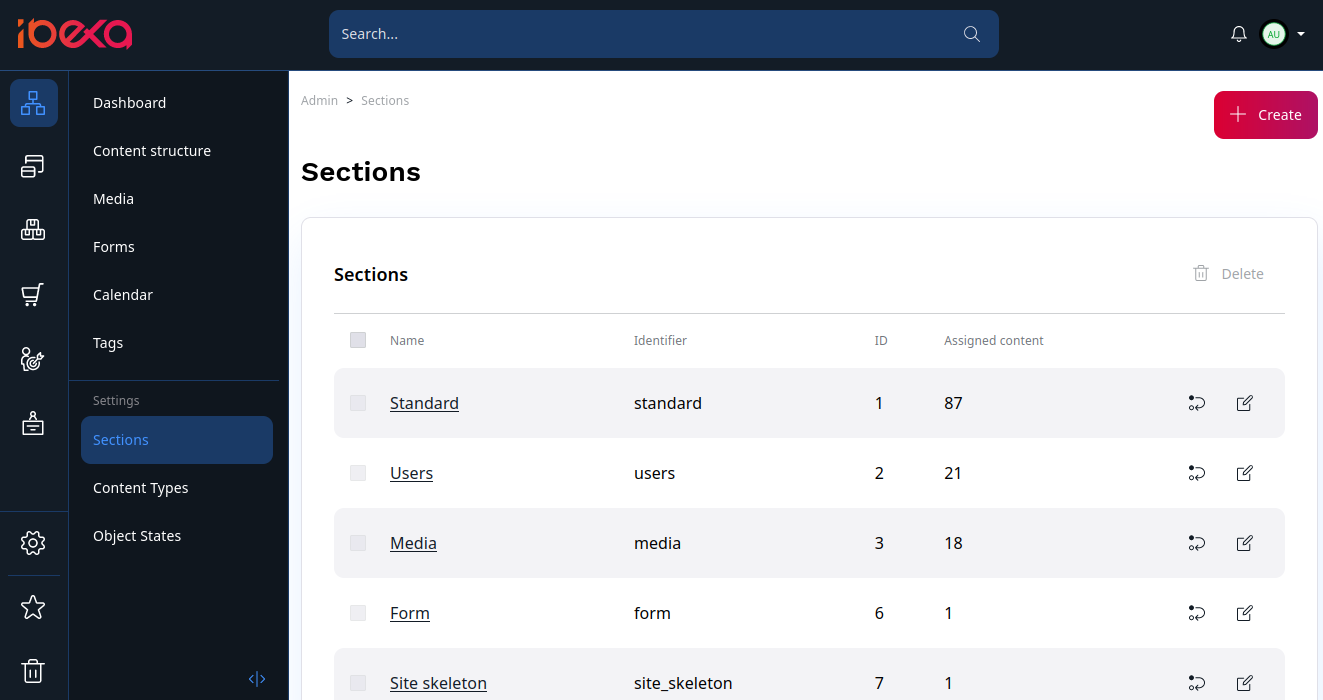 ibexa
Search...
AU
Dashboard
Content structure
Media
Forms
Calendar
Tags
Settings
Sections
Content Types
Object States
Admin > Sections
Create
Sections
Sections
Delete
Name Identifier ID Assigned content
Standard standard 1 87
Users users 2 21
Media media 3 18
Form form 6 1
Site skeleton site_skeleton 7 1